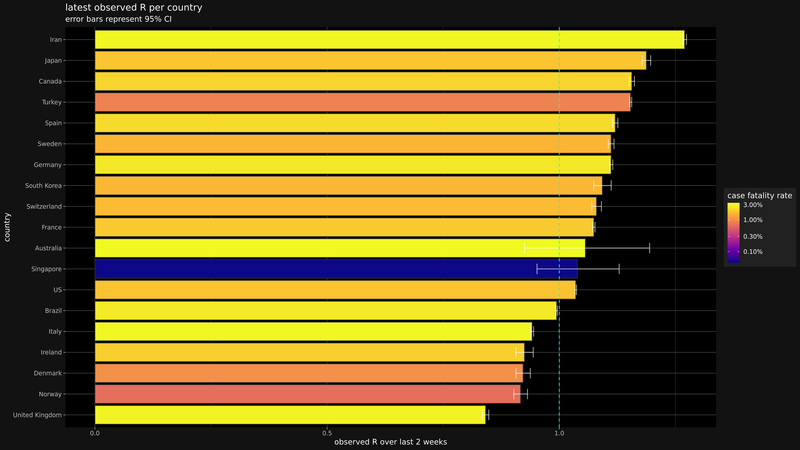 latest observed R per country
error bars represent 95% CI
Iran
Japan
Canada
Turkey
Spain
Sweden
Germany
South Korea
Switzerland
France
Australia
Singapore
US
Brazil
Italy
Ireland
Denmark
Norway
United Kingdom
country
0.0
0.5
1.0
observed R over last 2 weeks
case fatality rate
3.00%
1.00%
0.30%
0.10%